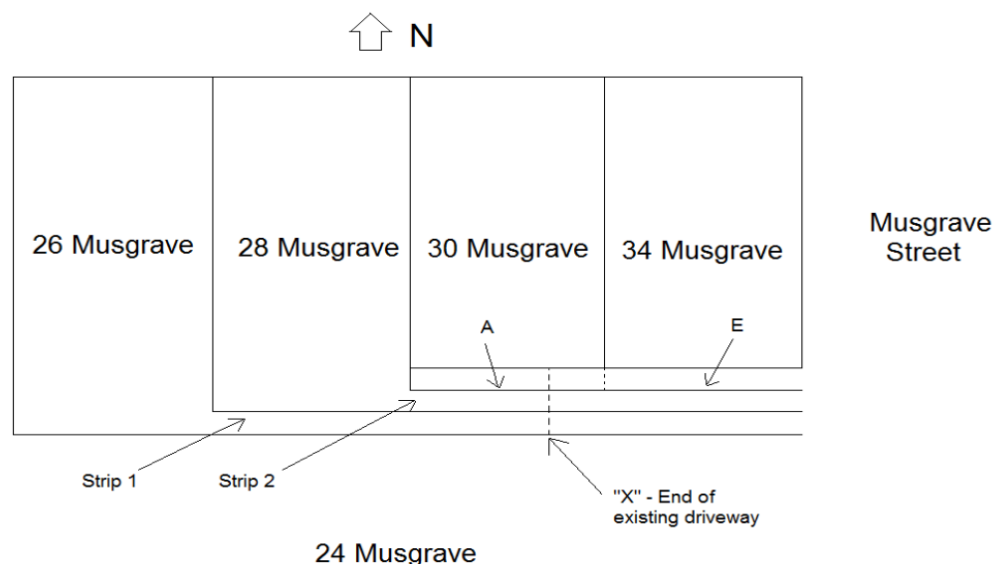 N
26 Musgrave
28 Musgrave
30 Musgrave
34 Musgrave
Musgrave
Street
A
E
Strip 1
Strip 2
"X" - End of
existing driveway
24 Musgrave